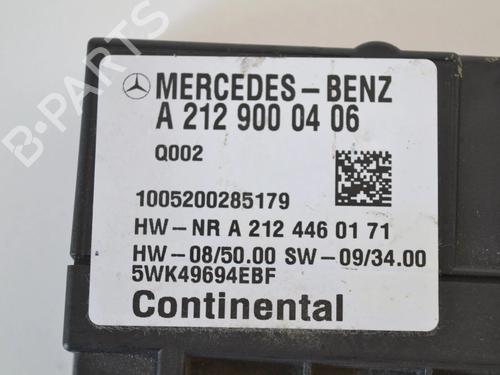 MERCEDES-BENZ
A 212 900 04 06
Q002
1005200285179
HW-NR A 212 446 01 71
HW-08/50.00 SW-09/34.00
5WK49694EBF
Continental
B-PARTS